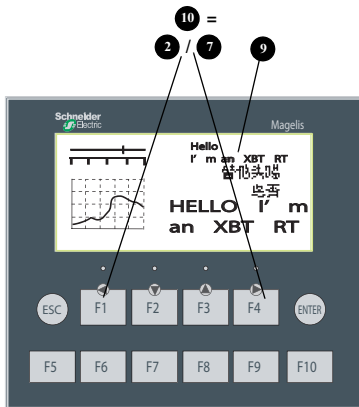 10 =
2 / 7
9
Schneider
Electric
Magelis
Hello
I' m an XBT RT
HELLO I' m
an XBT RT
ESC
F1
F2
F3
F4
ENTER
F5
F6
F7
F8
F9
F10